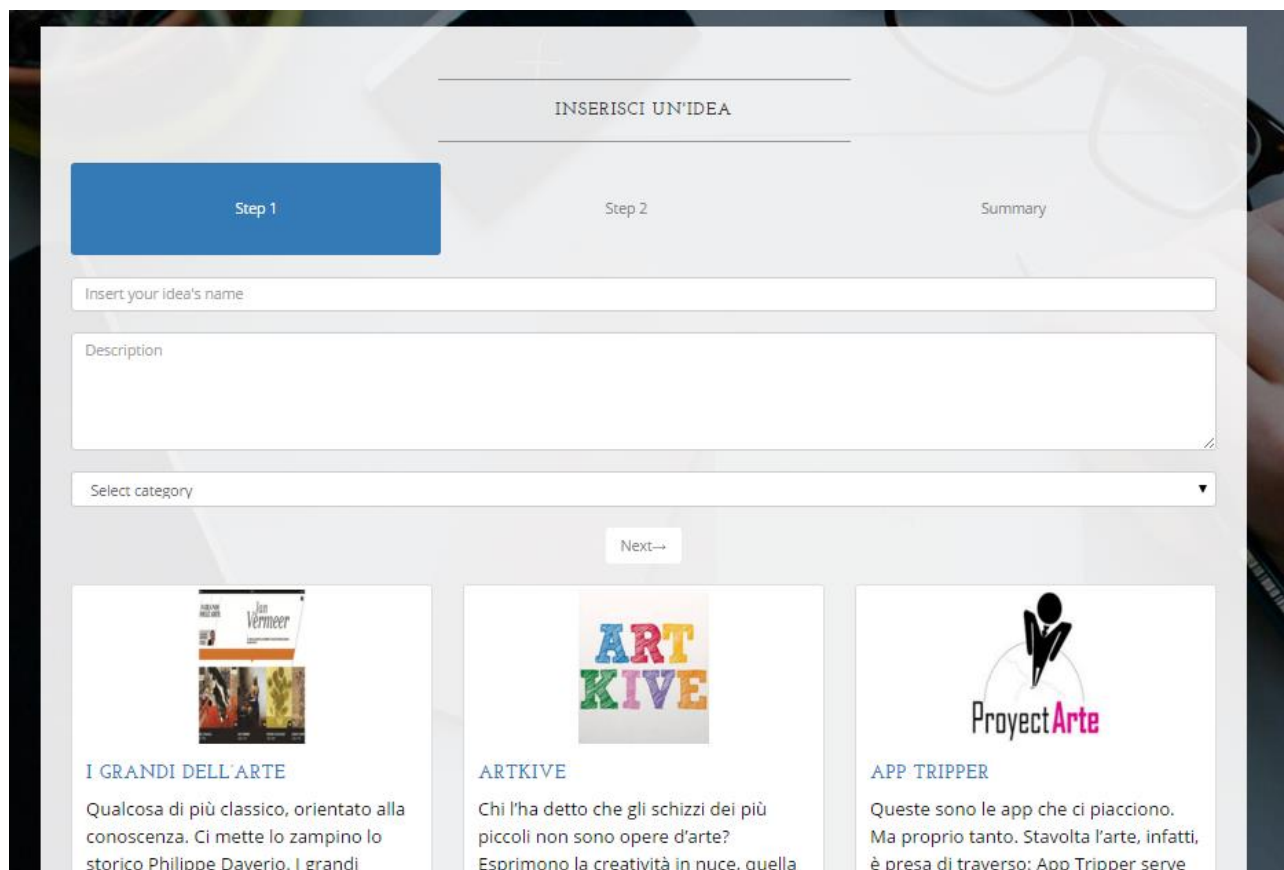 INSERISCI UN'IDEA
Step 1
Step 2
Summary
Insert your idea's name
Description
Select category
Next→
Jan
Vermeer
ART
KIVE
ProyectArte
I GRANDI DELL'ARTE
Qualcosa di più classico, orientato alla
conoscenza. Ci mette lo zampino lo
storico Philippe Daverio. I grandi
ARTKIVE
Chi l'ha detto che gli schizzi dei più
piccoli non sono opere d'arte?
Esprimono la creatività in nuce, quella
APP TRIPPER
Queste sono le app che ci piacciono.
Ma proprio tanto. Stavolta l'arte, infatti,
è presa di traverso: App Tripper serve